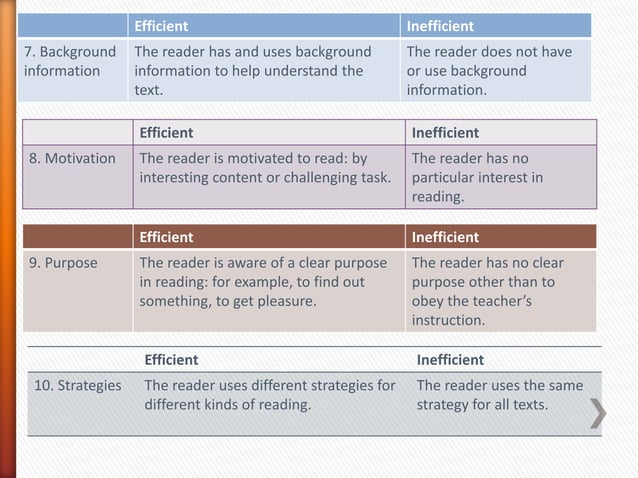 Efficient Inefficient
7. Background The reader has and uses background The reader does not have
information information to help understand the or use background
text. information.
Efficient Inefficient
8. Motivation The reader is motivated to read: by The reader has no
interesting content or challenging task. particular interest in
reading.
Efficient Inefficient
9. Purpose The reader is aware of a clear purpose The reader has no clear
in reading: for example, to find out purpose other than to
something, to get pleasure. obey the teacher’s
instruction.
Efficient Inefficient
10. Strategies The reader uses different strategies for The reader uses the same
different kinds of reading. strategy for all texts.